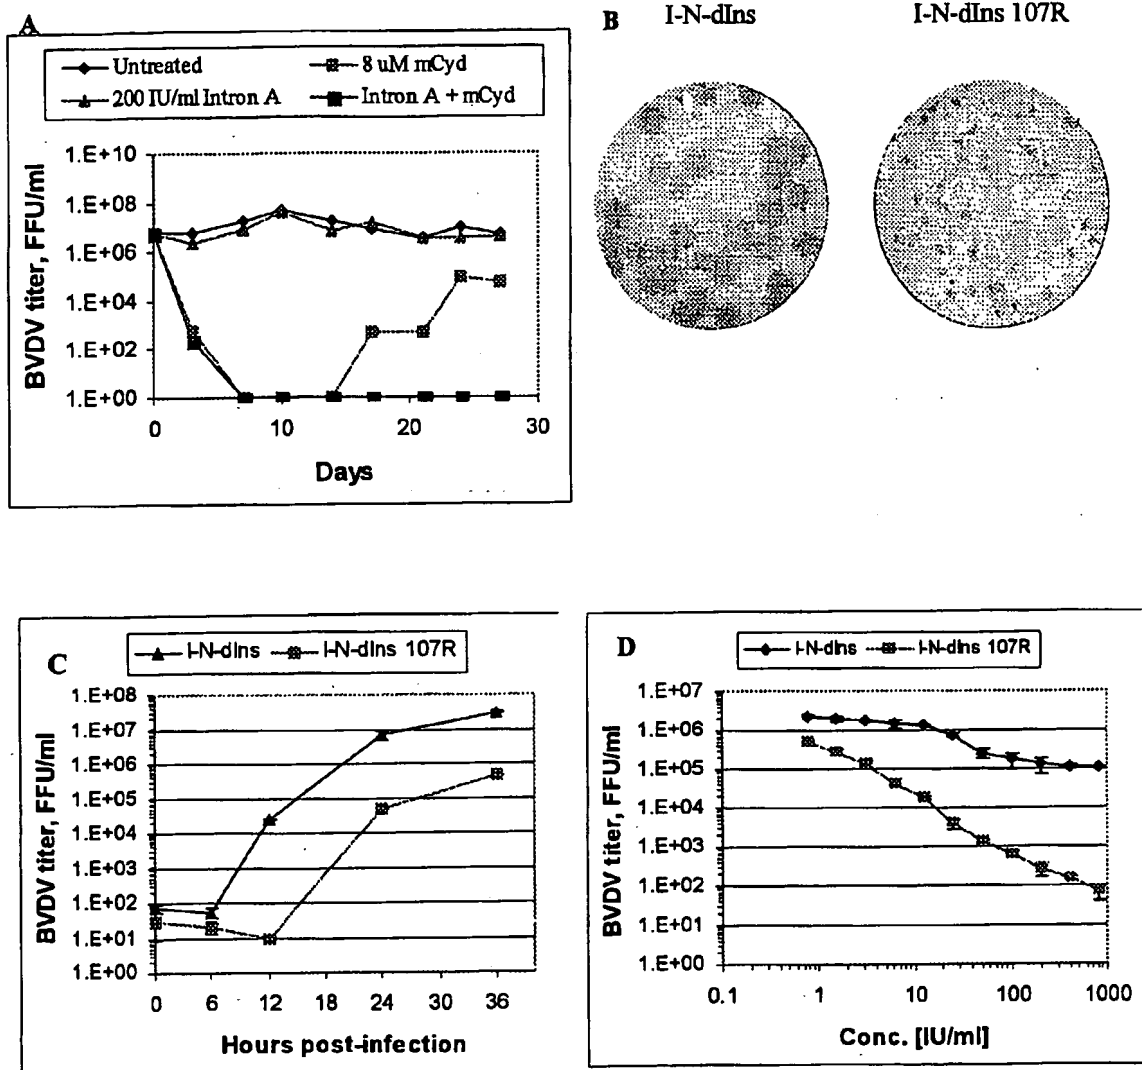 A
Untreated
8 uM mCyd
200 IU/ml Intron A
Intron A + mCyd
BVDV titer, FFU/ml
1.E+10
1.E+08
1.E+06
1.E+04
1.E+02
1.E+00
0 10 20 30
Days
B
I-N-dIns
I-N-dIns 107R
C
I-N-dIns
I-N-dIns 107R
BVDV titer, FFU/ml
1.E+08
1.E+07
1.E+06
1.E+05
1.E+04
1.E+03
1.E+02
1.E+01
1.E+00
0 6 12 18 24 30 36
Hours post-infection
D
I-N-dIns
I-N-dIns 107R
BVDV titer, FFU/ml
1.E+07
1.E+06
1.E+05
1.E+04
1.E+03
1.E+02
1.E+01
1.E+00
0.1 1 10 100 1000
Conc. [IU/ml]